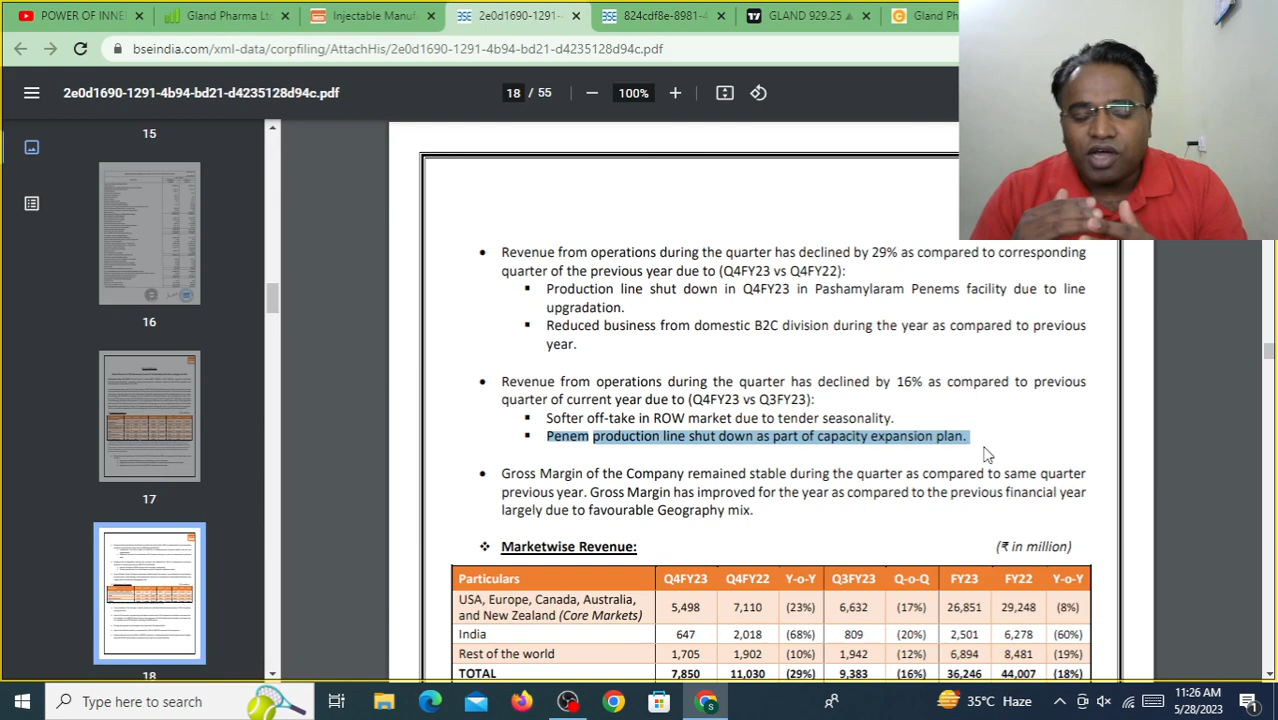 POWER OF INNE
Gland Pharma Lt
Injectable Manuf
2e0d1690-1291-
824cdf8e-8981-4
GLAND 929.25
Gland Ph
bseindia.com/xml-data/corpfiling/AttachHis/2e0d1690-1291-4b94-bd21-d4235128d94c.pdf
2e0d1690-1291-4b94-bd21-d4235128d94c.pdf
18 / 55
100%
15
16
17
18
• Revenue from operations during the quarter has declined by 29% as compared to corresponding
quarter of the previous year due to (Q4FY23 vs Q4FY22):
▪ Production line shut down in Q4FY23 in Pashamylaram Penems facility due to line
upgradation.
▪ Reduced business from domestic B2C division during the year as compared to previous
year.
• Revenue from operations during the quarter has declined by 16% as compared to previous
quarter of current year due to (Q4FY23 vs Q3FY23):
▪ Softer off-take in ROW market due to tender seasonality.
▪ Penem production line shut down as part of capacity expansion plan.
• Gross Margin of the Company remained stable during the quarter as compared to same quarter
previous year. Gross Margin has improved for the year as compared to the previous financial year
largely due to favourable Geography mix.
❖ Marketwise Revenue: (₹ in million)
Particulars Q4FY23 Q4FY22 Y-o-Y Q3FY23 Q-o-Q FY23 FY22 Y-o-Y
USA, Europe, Canada, Australia,
and New Zealand (Core Markets) 5,498 7,110 (23%) 6,632 (17%) 26,851 29,248 (8%)
India 647 2,018 (68%) 809 (20%) 2,501 6,278 (60%)
Rest of the world 1,705 1,902 (10%) 1,942 (12%) 6,894 8,481 (19%)
TOTAL 7,850 11,030 (29%) 9,383 (16%) 36,246 44,007 (18%)
Type here to search
35°C Haze
11:26 AM
5/28/2023